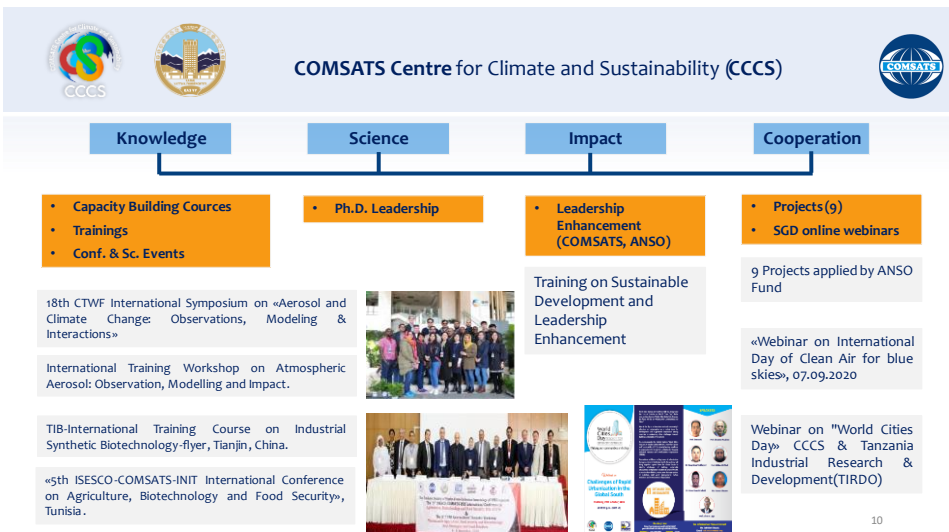 CCCS
COMSATS Centre for Climate and Sustainability (CCCS)
COMSATS
Knowledge
Science
Impact
Cooperation
• Capacity Building Cources
• Trainings
• Conf. & Sc. Events
• Ph.D. Leadership
• Leadership
Enhancement
(COMSATS, ANSO)
• Projects (9)
• SGD online webinars
18th CTWF International Symposium on «Aerosol and
Climate Change: Observations, Modeling &
Interactions»
International Training Workshop on Atmospheric
Aerosol: Observation, Modelling and Impact.
TIB-International Training Course on Industrial
Synthetic Biotechnology-flyer, Tianjin, China.
«5th ISESCO-COMSATS-INIT International Conference
on Agriculture, Biotechnology and Food Security»,
Tunisia.
Training on Sustainable
Development and
Leadership
Enhancement
9 Projects applied by ANSO
Fund
«Webinar on International
Day of Clean Air for blue
skies», 07.09.2020
Webinar on "World Cities
Day» CCCS & Tanzania
Industrial Research &
Development(TIRDO)
World
Cities
Day
Challenges of Rapid
Urbanisation in the
Global South
10